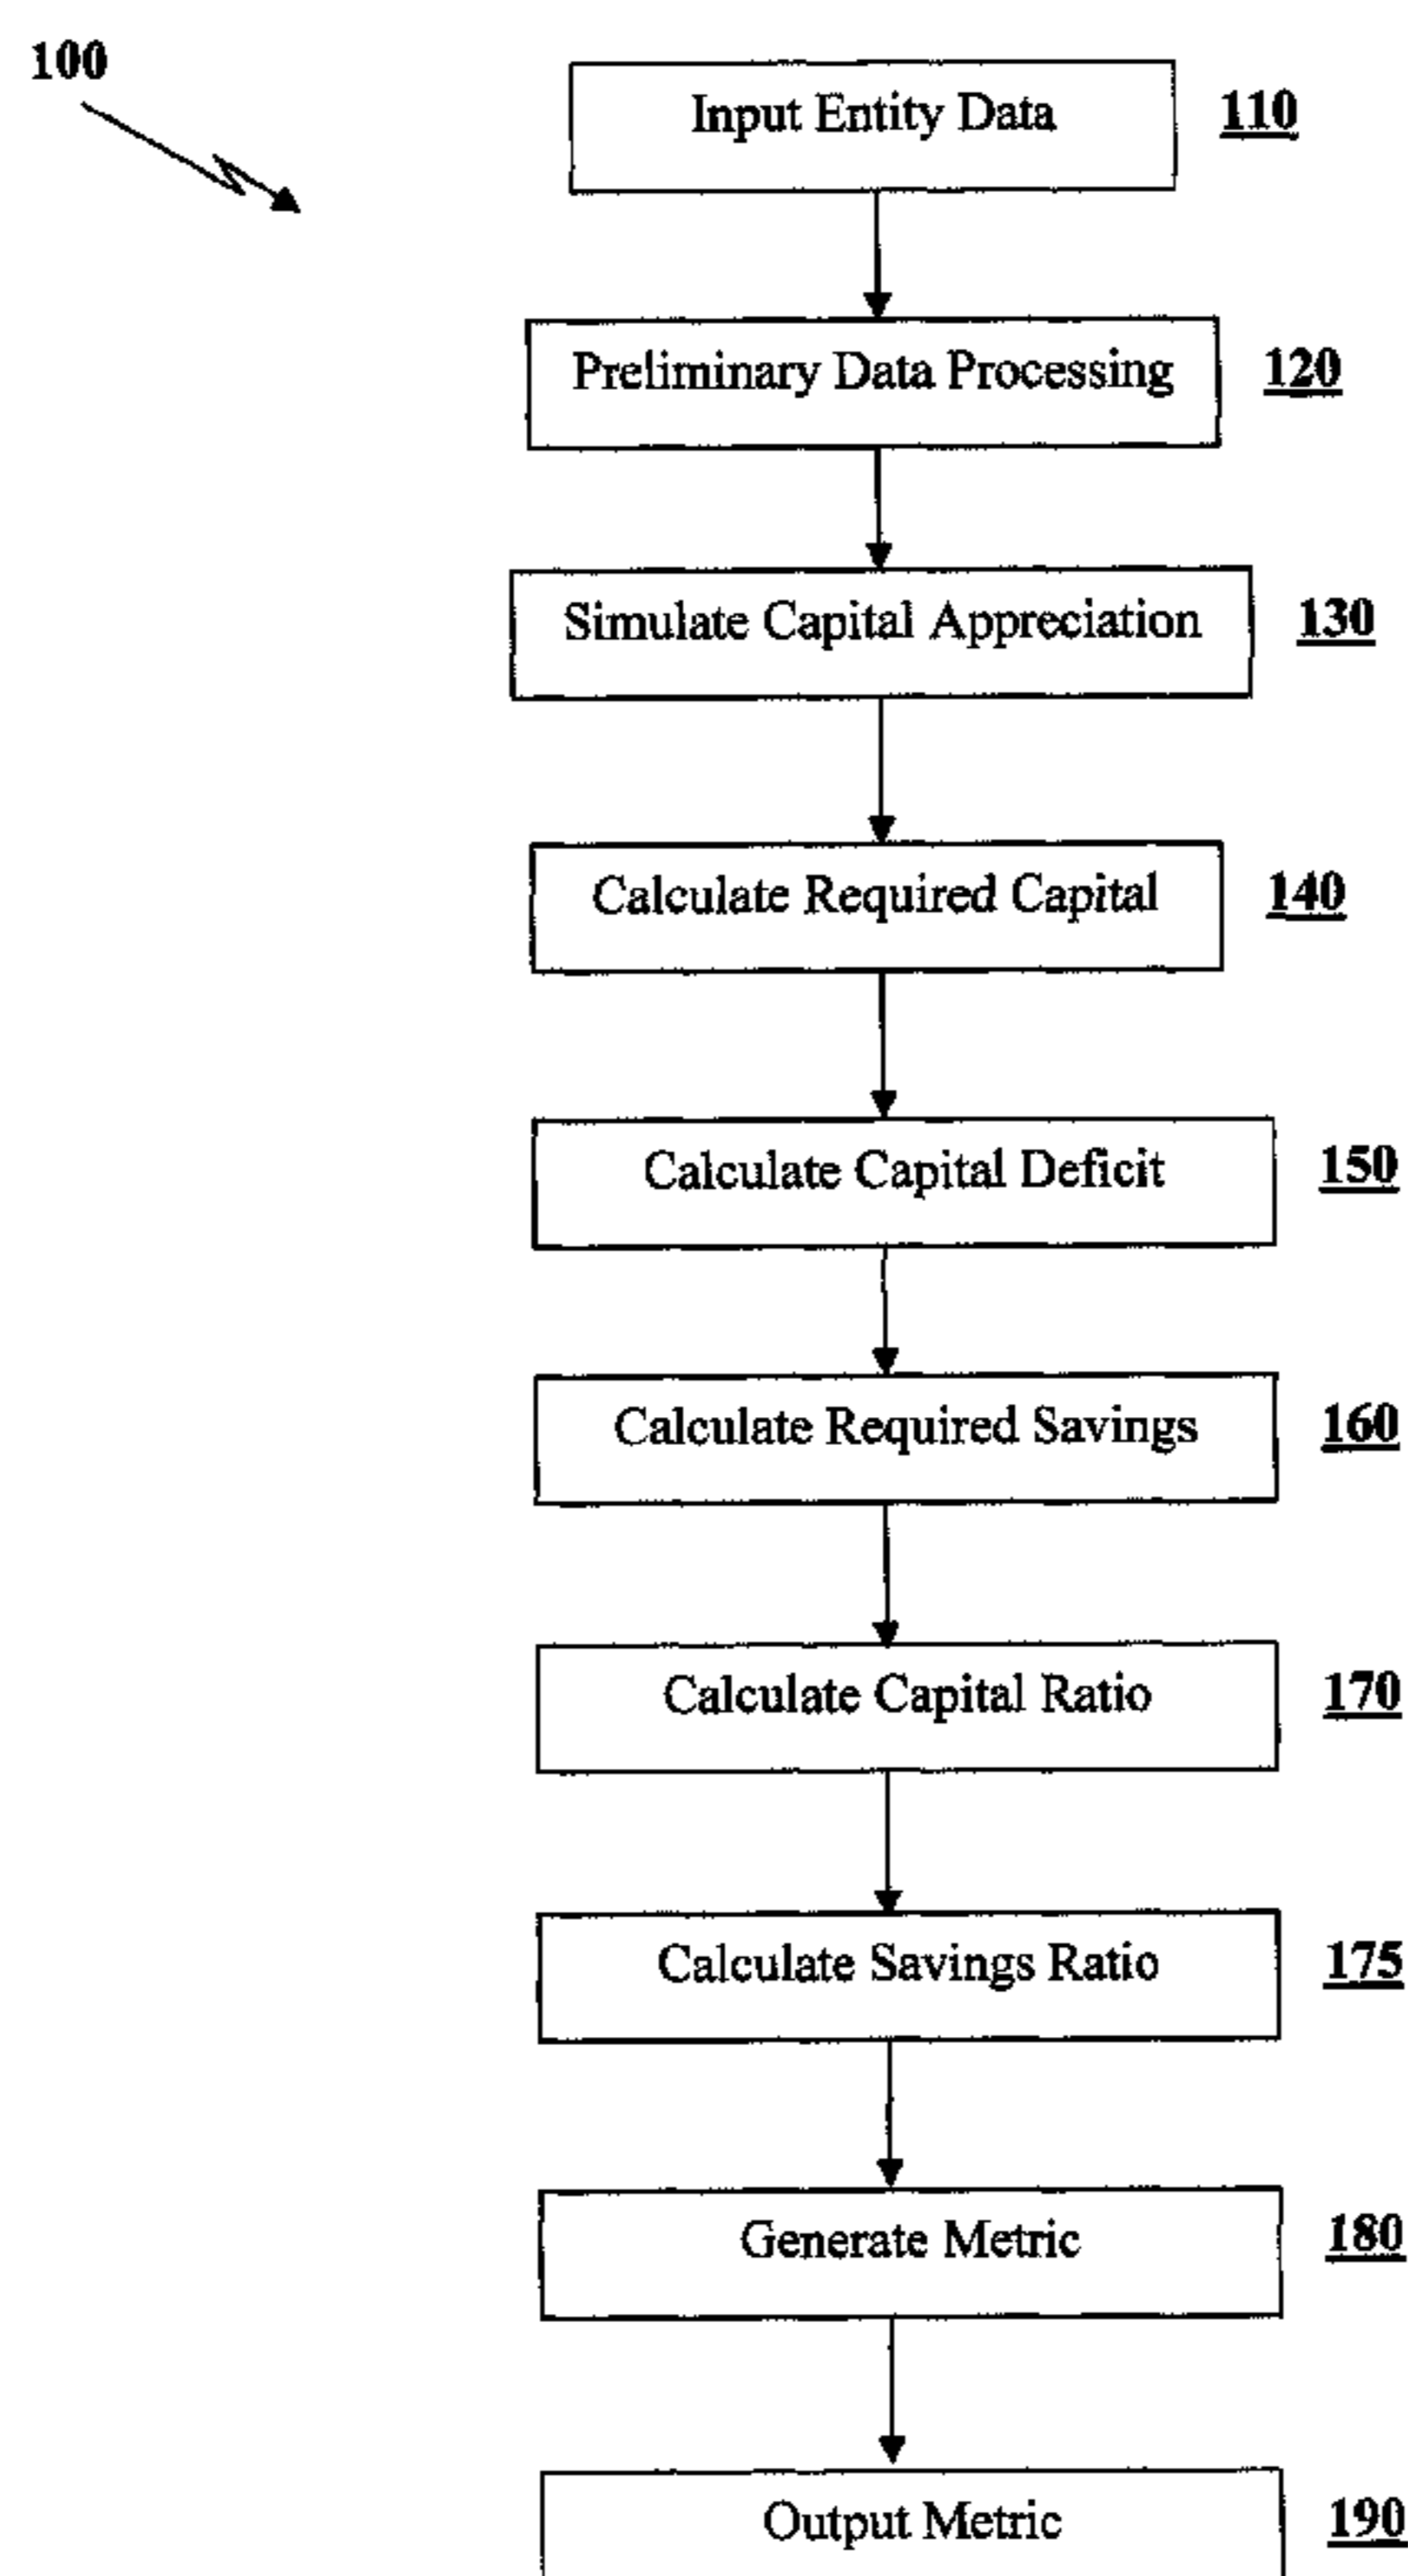 100
Input Entity Data 110
Preliminary Data Processing 120
Simulate Capital Appreciation 130
Calculate Required Capital 140
Calculate Capital Deficit 150
Calculate Required Savings 160
Calculate Capital Ratio 170
Calculate Savings Ratio 175
Generate Metric 180
Output Metric 190